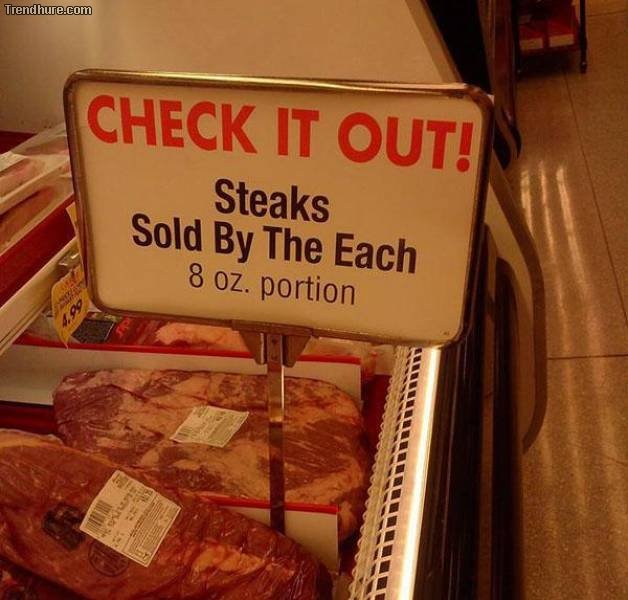 Trendhure.com
CHECK IT OUT!
Steaks
Sold By The Each
8 oz. portion
4.99